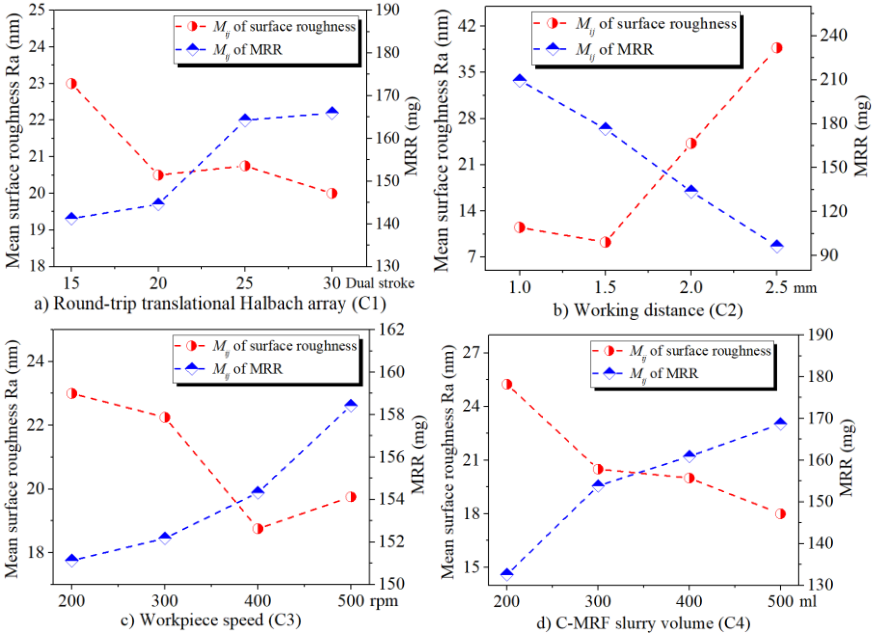 25
24
23
22
21
20
19
18
Mean surface roughness Ra (nm)
M_ij of surface roughness
M_ij of MRR
190
180
170
160
150
140
130
MRR (mg)
15 20 25 30 Dual stroke
a) Round-trip translational Halbach array (C1)
42
35
28
21
14
7
Mean surface roughness Ra (nm)
M_ij of surface roughness
M_ij of MRR
240
210
180
150
120
90
MRR (mg)
1.0 1.5 2.0 2.5 mm
b) Working distance (C2)
24
22
20
18
Mean surface roughness Ra (nm)
M_ij of surface roughness
M_ij of MRR
162
160
158
156
154
152
150
MRR (mg)
200 300 400 500 rpm
c) Workpiece speed (C3)
27
24
21
18
15
Mean surface roughness Ra (nm)
M_ij of surface roughness
M_ij of MRR
190
180
170
160
150
140
130
MRR (mg)
200 300 400 500 ml
d) C-MRF slurry volume (C4)